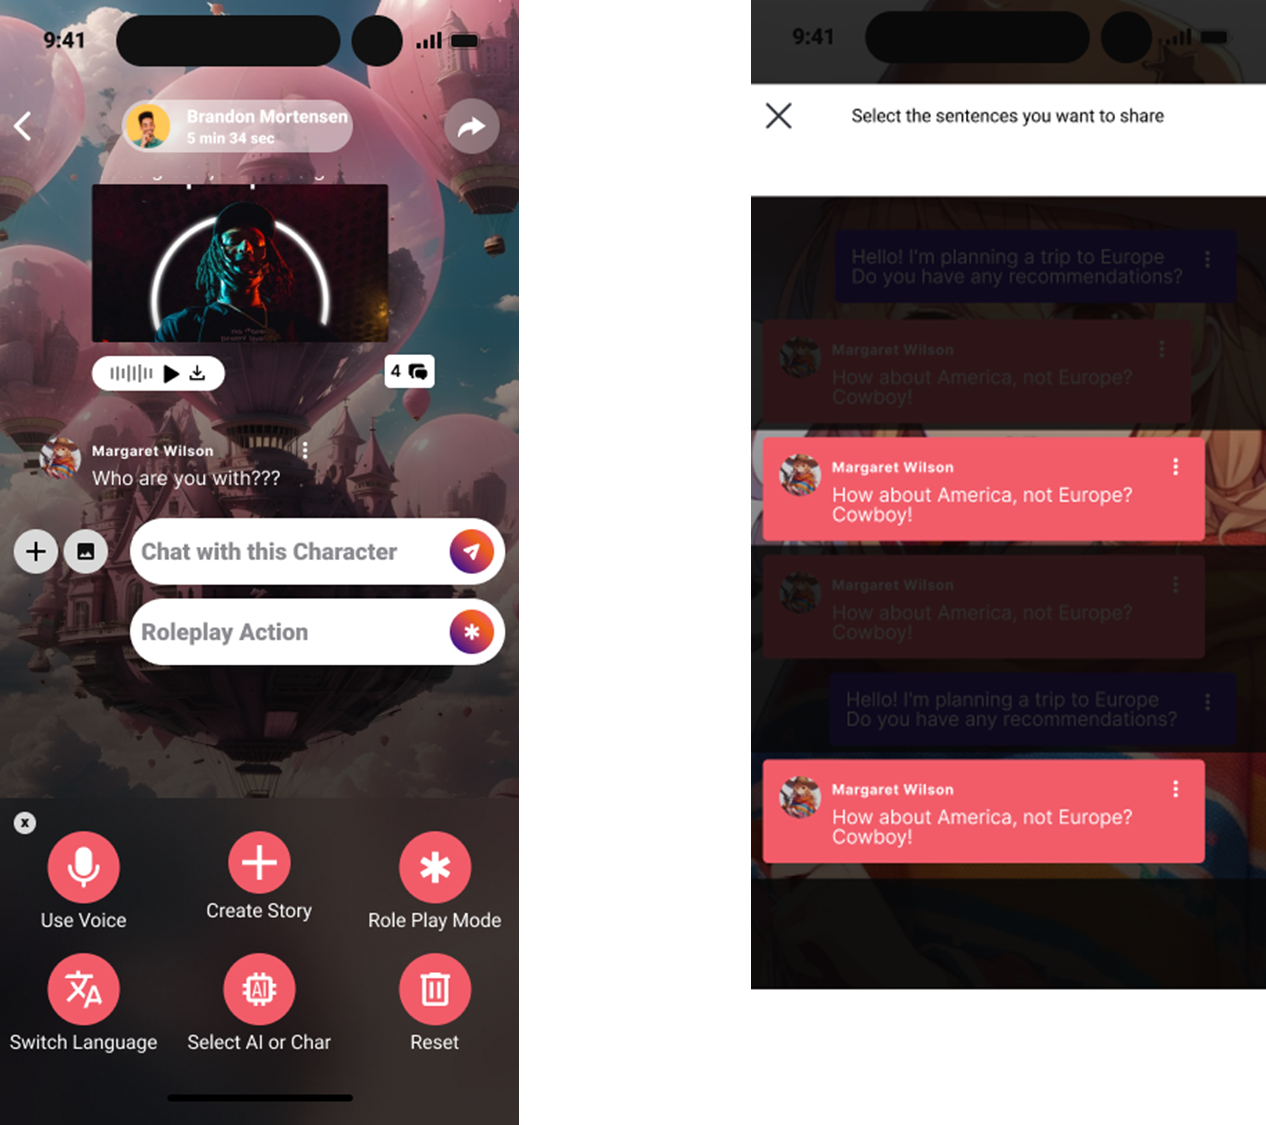 9:41
Brandon Mortensen
5 min 34 sec
4
Margaret Wilson
Who are you with???
Chat with this Character
Roleplay Action
x
Use Voice
Create Story
Role Play Mode
Switch Language
AI
Select AI or Char
Reset
9:41
Select the sentences you want to share
Hello! I'm planning a trip to Europe
Do you have any recommendations?
Margaret Wilson
How about America, not Europe?
Cowboy!
Margaret Wilson
How about America, not Europe?
Cowboy!
Margaret Wilson
How about America, not Europe?
Cowboy!
Hello! I'm planning a trip to Europe
Do you have any recommendations?
Margaret Wilson
How about America, not Europe?
Cowboy!